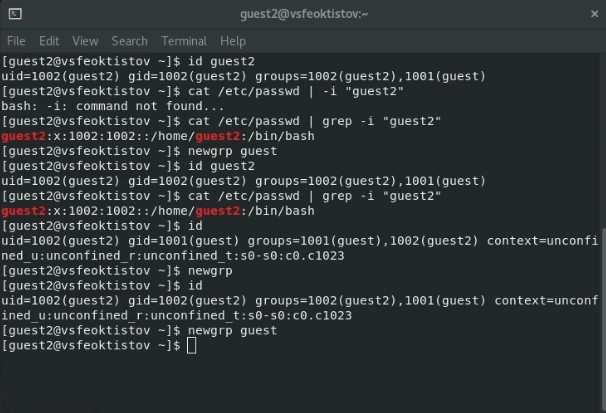 guest2@vsfeoktistov:~
File Edit View Search Terminal Help
[guest2@vsfeoktistov ~]$ id guest2
uid=1002(guest2) gid=1002(guest2) groups=1002(guest2),1001(guest)
[guest2@vsfeoktistov ~]$ cat /etc/passwd | -i "guest2"
bash: -i: command not found...
[guest2@vsfeoktistov ~]$ cat /etc/passwd | grep -i "guest2"
guest2:x:1002:1002::/home/guest2:/bin/bash
[guest2@vsfeoktistov ~]$ newgrp guest
[guest2@vsfeoktistov ~]$ id guest2
uid=1002(guest2) gid=1002(guest2) groups=1002(guest2),1001(guest)
[guest2@vsfeoktistov ~]$ cat /etc/passwd | grep -i "guest2"
guest2:x:1002:1002::/home/guest2:/bin/bash
[guest2@vsfeoktistov ~]$ id
uid=1002(guest2) gid=1001(guest) groups=1001(guest),1002(guest2) context=unconfi
ned_u:unconfined_r:unconfined_t:s0-s0:c0.c1023
[guest2@vsfeoktistov ~]$ newgrp
[guest2@vsfeoktistov ~]$ id
uid=1002(guest2) gid=1002(guest2) groups=1002(guest2),1001(guest) context=unconf
ined_u:unconfined_r:unconfined_t:s0-s0:c0.c1023
[guest2@vsfeoktistov ~]$ newgrp guest
[guest2@vsfeoktistov ~]$